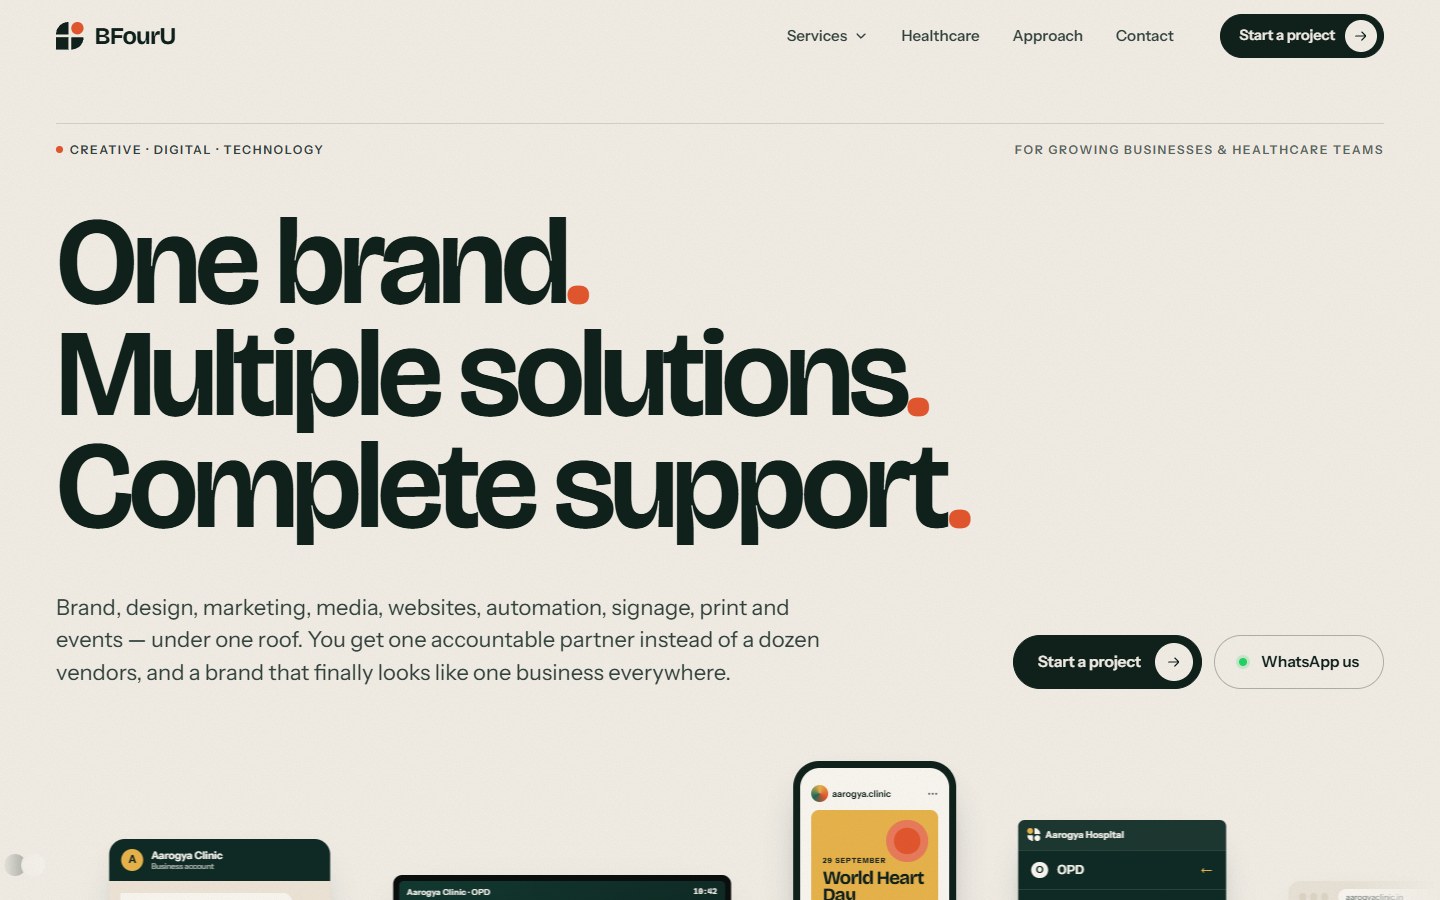 BFourU
Services
Healthcare
Approach
Contact
Start a project
CREATIVE · DIGITAL · TECHNOLOGY
FOR GROWING BUSINESSES & HEALTHCARE TEAMS
One brand.
Multiple solutions.
Complete support.
Brand, design, marketing, media, websites, automation, signage, print and
events — under one roof. You get one accountable partner instead of a dozen
vendors, and a brand that finally looks like one business everywhere.
Start a project
WhatsApp us
aarogya.clinic
29 SEPTEMBER
World Heart
Day
Aarogya Hospital
O OPD
A
Aarogya Clinic
Business account
Aarogya Clinic · OPD
10:42
aarogyaclinic.in